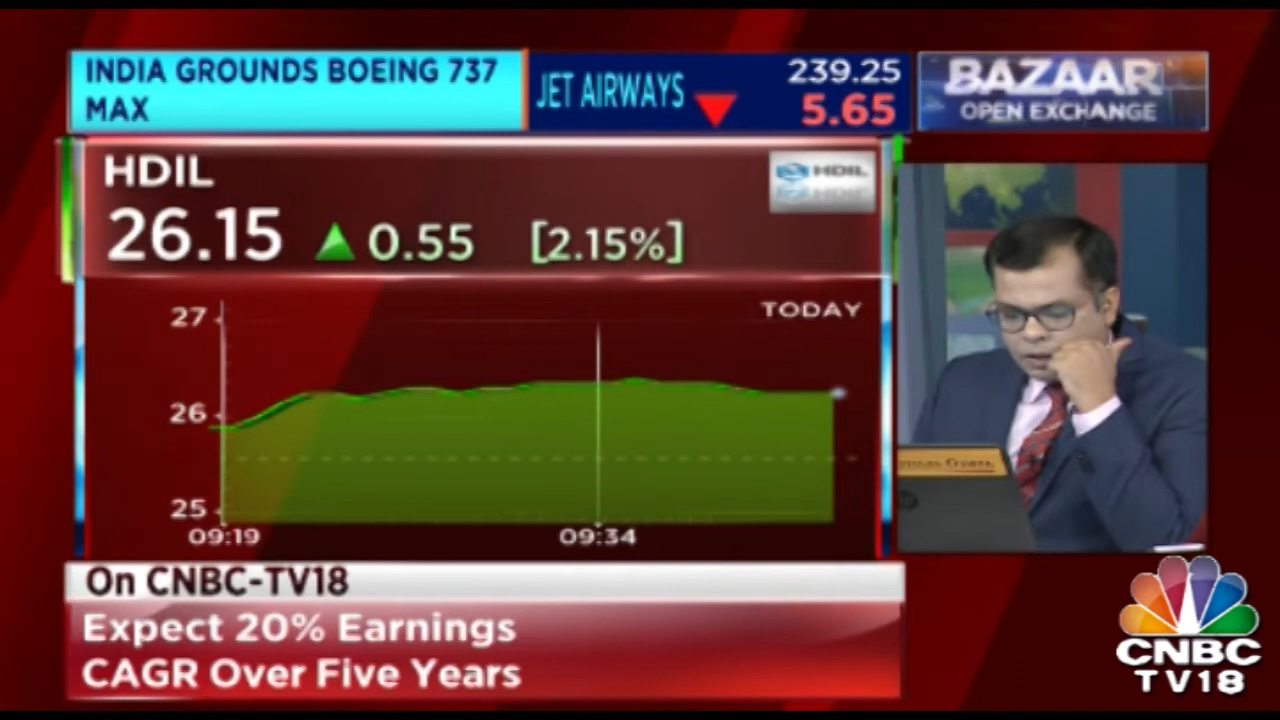 INDIA GROUNDS BOEING 737
MAX
JET AIRWAYS
239.25
5.65
BAZAAR
OPEN EXCHANGE
HDIL
HDIL
26.15 0.55 [2.15%]
TODAY
27
26
25
09:19 09:34
On CNBC-TV18
Expect 20% Earnings
CAGR Over Five Years
CNBC
TV18